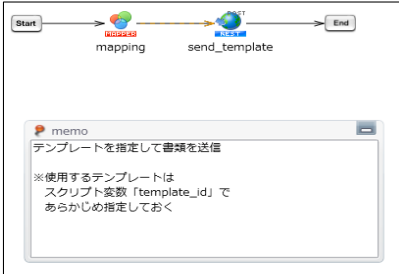 Start
MAPPER
mapping
POST
REST
send_template
End
memo
テンプレートを指定して書類を送信
※使用するテンプレートは
スクリプト変数「template_id」で
あらかじめ指定しておく